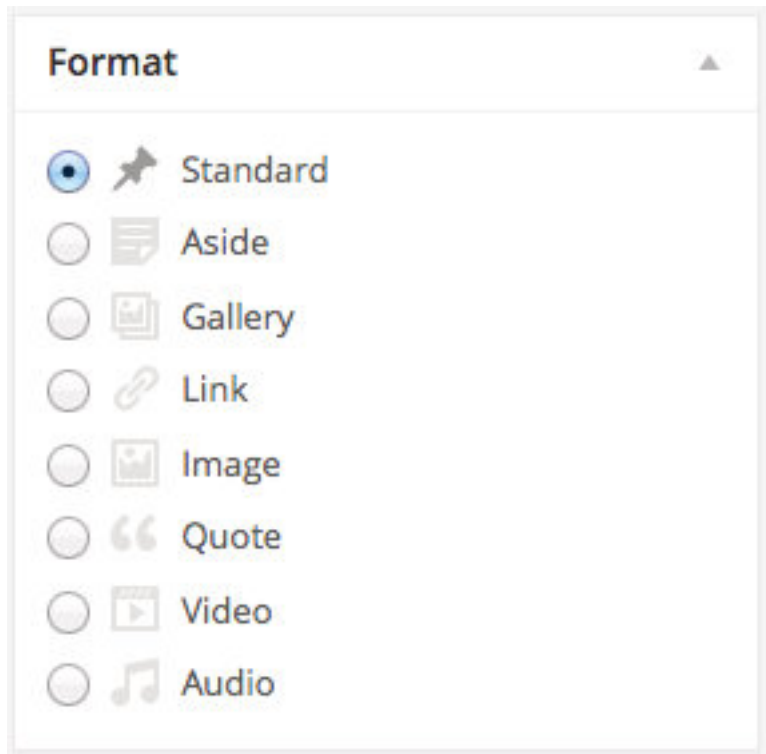 Format
Standard
Aside
Gallery
Link
Image
Quote
Video
Audio